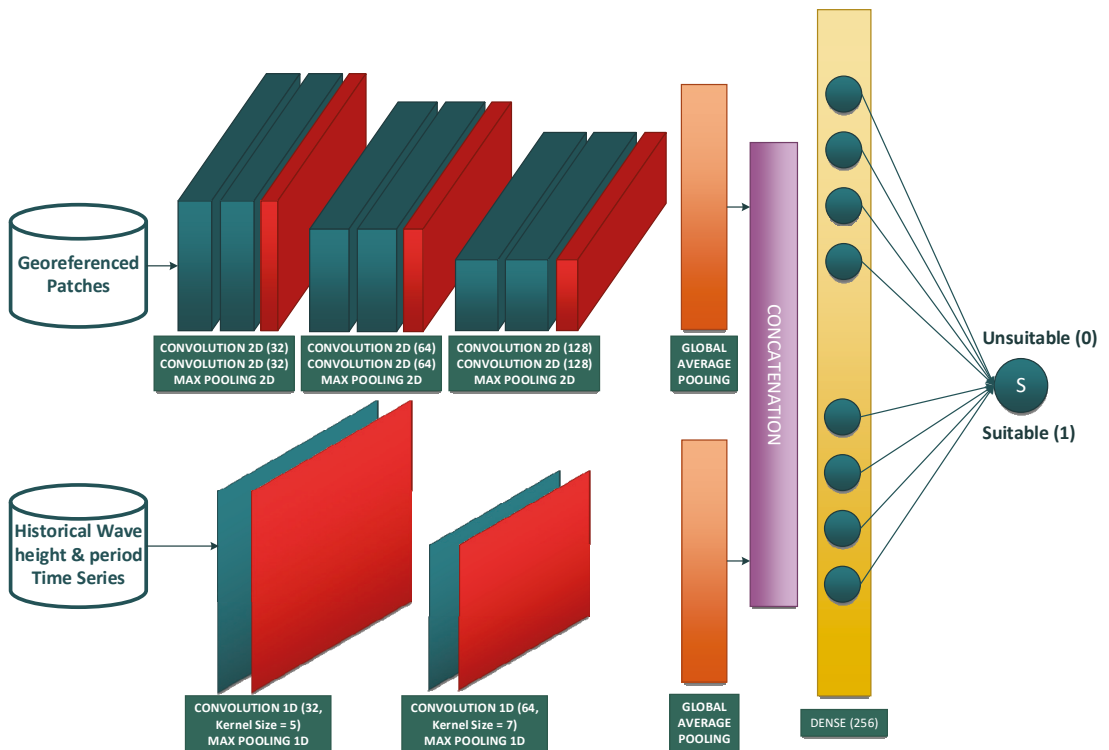 Georeferenced
Patches
CONVOLUTION 2D (32)
CONVOLUTION 2D (32)
MAX POOLING 2D
CONVOLUTION 2D (64)
CONVOLUTION 2D (64)
MAX POOLING 2D
CONVOLUTION 2D (128)
CONVOLUTION 2D (128)
MAX POOLING 2D
GLOBAL
AVERAGE
POOLING
CONCATENATION
Unsuitable (0)
S
Suitable (1)
Historical Wave
height & period
Time Series
CONVOLUTION 1D (32,
Kernel Size = 5)
MAX POOLING 1D
CONVOLUTION 1D (64,
Kernel Size = 7)
MAX POOLING 1D
GLOBAL
AVERAGE
POOLING
DENSE (256)